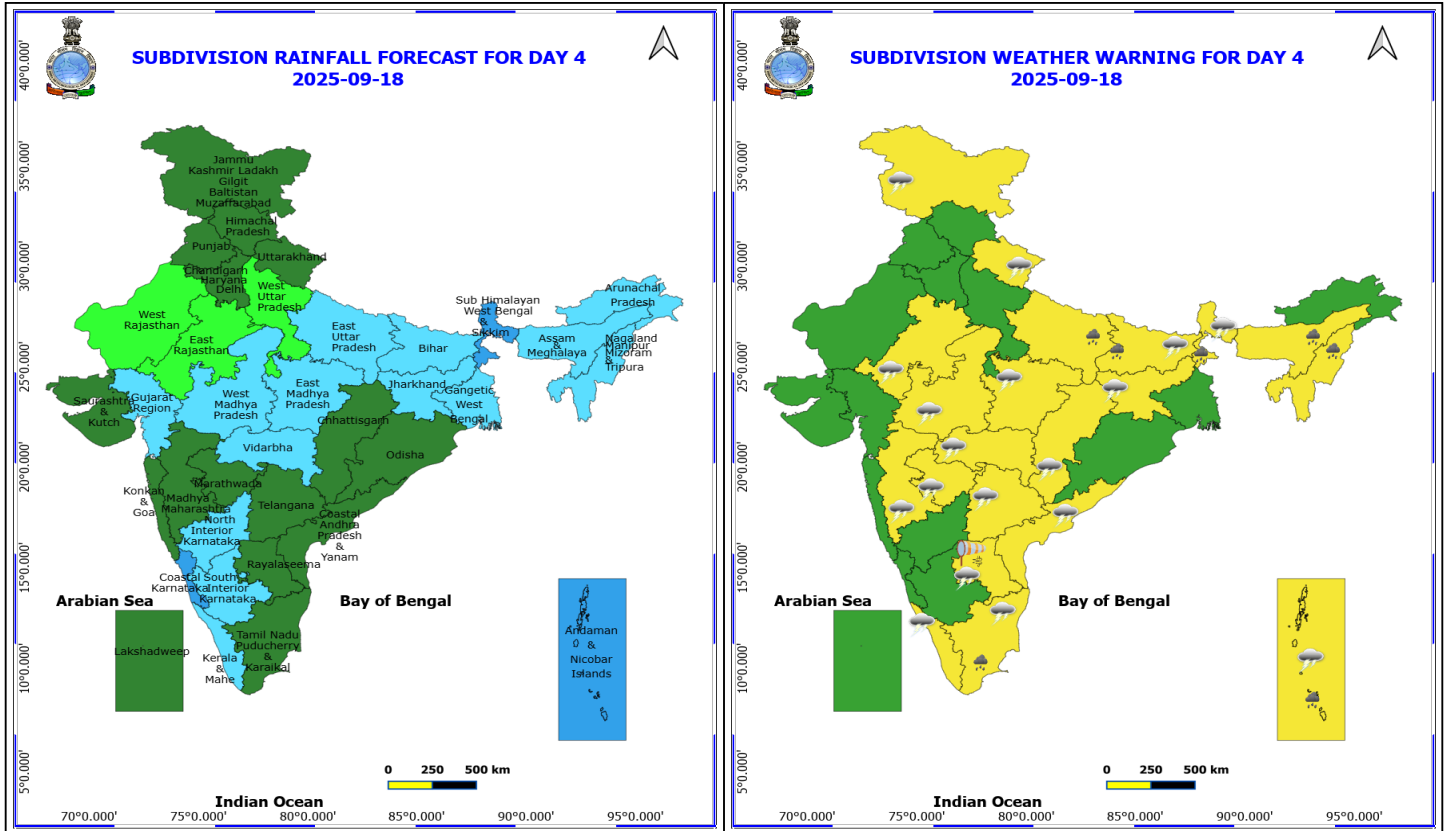 SUBDIVISION RAINFALL FORECAST FOR DAY 4
2025-09-18
40°0.000'
35°0.000'
30°0.000'
25°0.000'
20°0.000'
15°0.000'
10°0.000'
5°0.000'
Jammu
Kashmir Ladakh
Gilgit
Baltistan
Muzaffarabad
Himachal
Pradesh
Punjab
Uttarakhand
Chandigarh
Haryana
Delhi
West
Uttar
Pradesh
West
Rajasthan
East
Rajasthan
East
Uttar
Pradesh
Bihar
Sub Himalayan
West Bengal
&
Sikkim
Arunachal
Pradesh
Assam
&
Meghalaya
Nagaland
Manipur
Mizoram
&
Tripura
Saurashtra
&
Kutch
Gujarat
Region
West
Madhya
Pradesh
East
Madhya
Pradesh
Jharkhand
Gangetic
West
Bengal
Chhattisgarh
Odisha
Vidarbha
Konkan
&
Goa
Madhya
Maharashtra
Marathwada
Telangana
North
Interior
Karnataka
Coastal
Andhra
Pradesh
&
Yanam
Rayalaseema
Coastal
Karnataka
South
Interior
Karnataka
Arabian Sea
Bay of Bengal
Lakshadweep
Kerala
&
Mahe
Tamil Nadu
Puducherry
&
Karaikal
Andaman
&
Nicobar
Islands
0 250 500 km
Indian Ocean
70°0.000' 75°0.000' 80°0.000' 85°0.000' 90°0.000' 95°0.000'
SUBDIVISION WEATHER WARNING FOR DAY 4
2025-09-18
40°0.000'
35°0.000'
30°0.000'
25°0.000'
20°0.000'
15°0.000'
10°0.000'
5°0.000'
Arabian Sea
Bay of Bengal
0 250 500 km
Indian Ocean
70°0.000' 75°0.000' 80°0.000' 85°0.000' 90°0.000' 95°0.000'